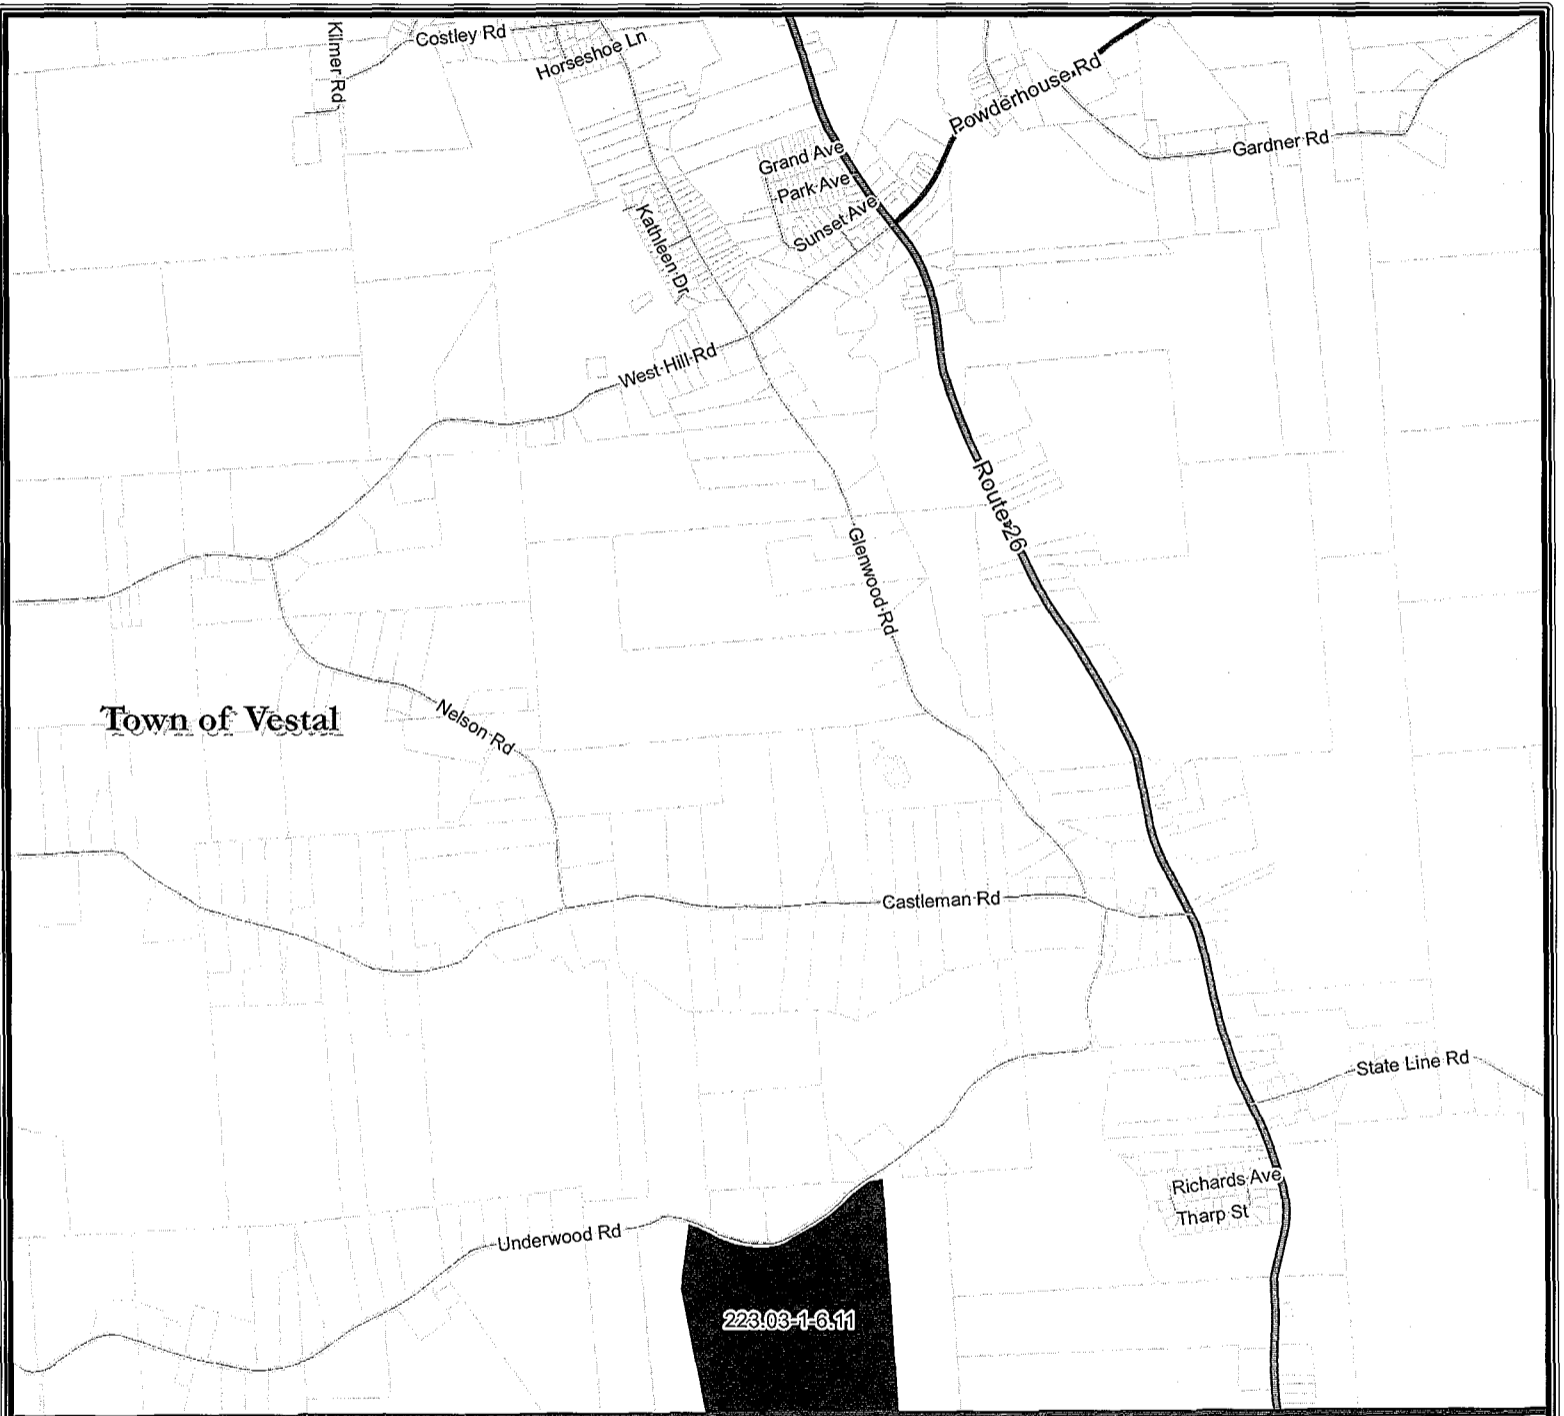 Kilmer Rd
Costley Rd
Horseshoe Ln
Powderhouse Rd
Gardner Rd
Grand Ave
Park Ave
Sunset Ave
Kathleen Dr
West Hill Rd
Route 26
Glenwood Rd
Town of Vestal
Nelson Rd
Castleman Rd
State Line Rd
Richards Ave
Tharp St
Underwood Rd
223.03-1-6.11